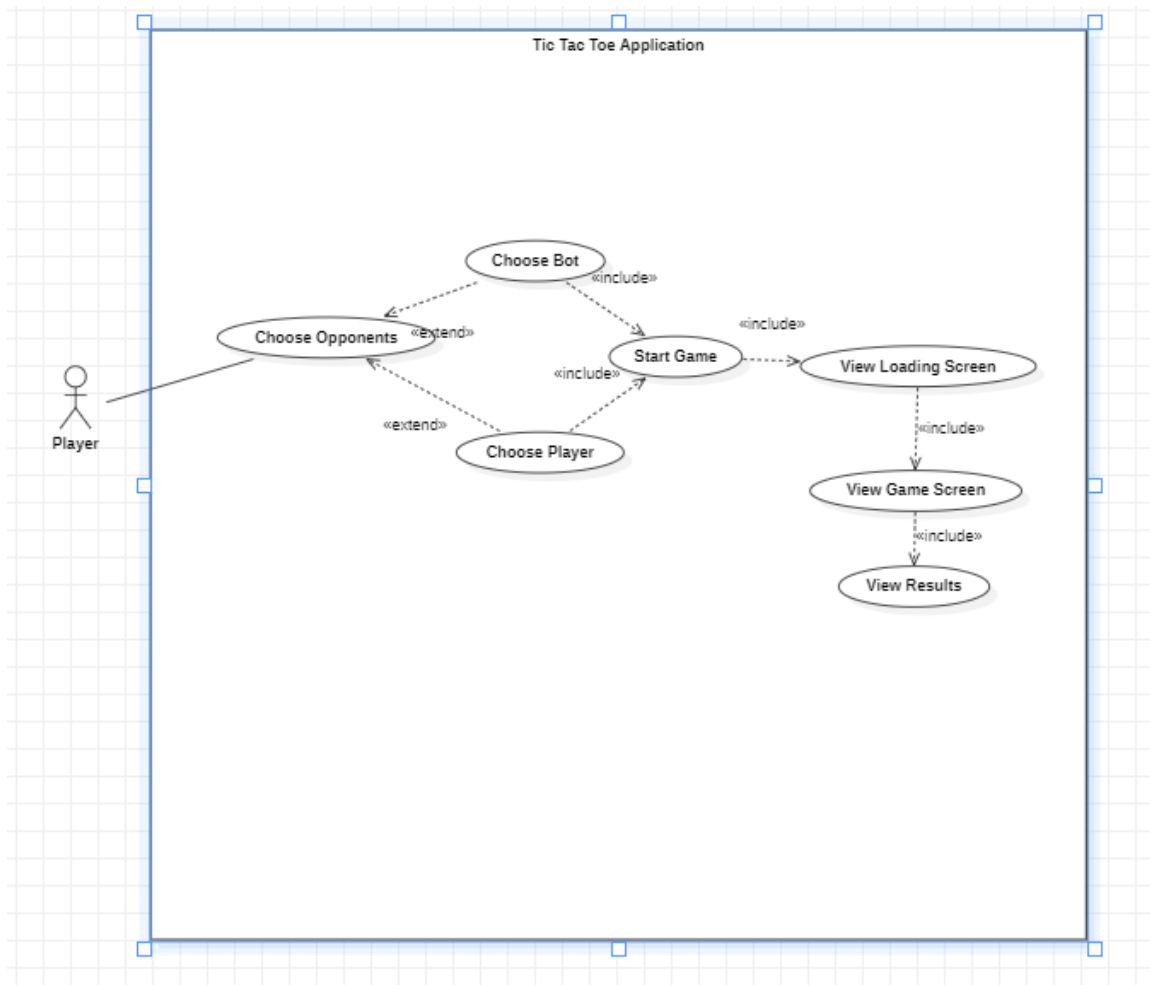 Tic Tac Toe Application
Choose Bot
«include»
«include»
Choose Opponents
«extend»
Start Game
View Loading Screen
«include»
Player
«extend»
«include»
Choose Player
View Game Screen
«include»
View Results